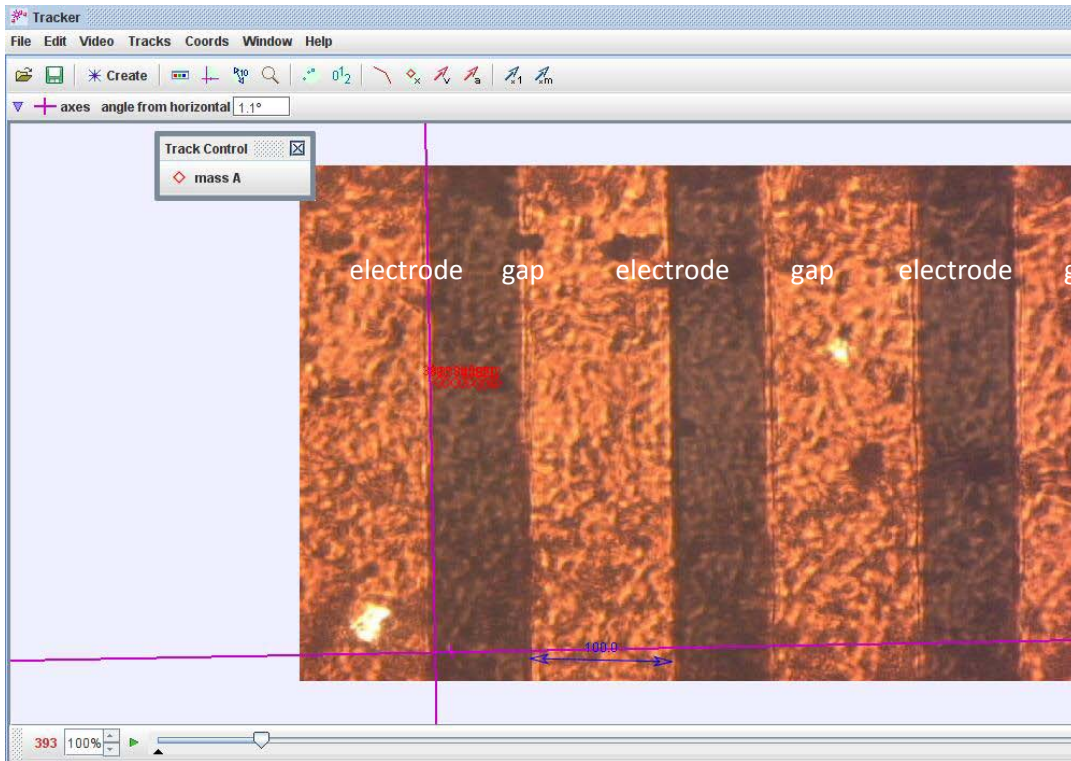 Tracker
File Edit Video Tracks Coords Window Help
Create
axes angle from horizontal 1.1°
Track Control
mass A
electrode gap electrode gap electrode g
100.0
393 100%